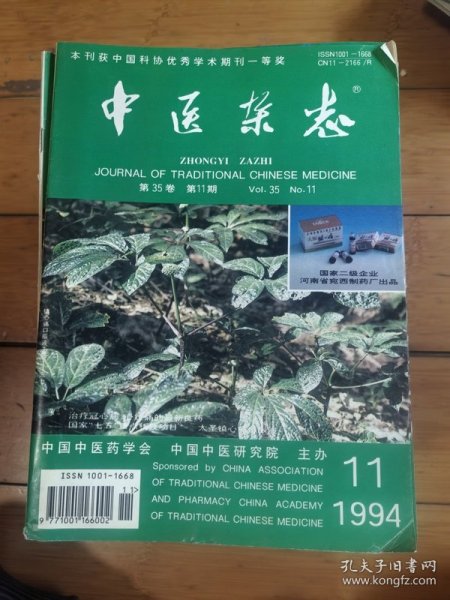 本刊获中国科协优秀学术期刊一等奖
ISSN1001-1668
CN11-2166/R
中医杂志®
ZHONGYI ZAZHI
JOURNAL OF TRADITIONAL CHINESE MEDICINE
第35卷 第11期 Vol.35 No.11
国家二级企业
河南省宛西制药厂出品
中国中医药学会 中国中医研究院 主办
Sponsored by CHINA ASSOCIATION
OF TRADITIONAL CHINESE MEDICINE
AND PHARMACY CHINA ACADEMY
OF TRADITIONAL CHINESE MEDICINE
11
1994
ISSN 1001-1668
11>
9 771001 166002
孔夫子旧书网
www.kongfz.com